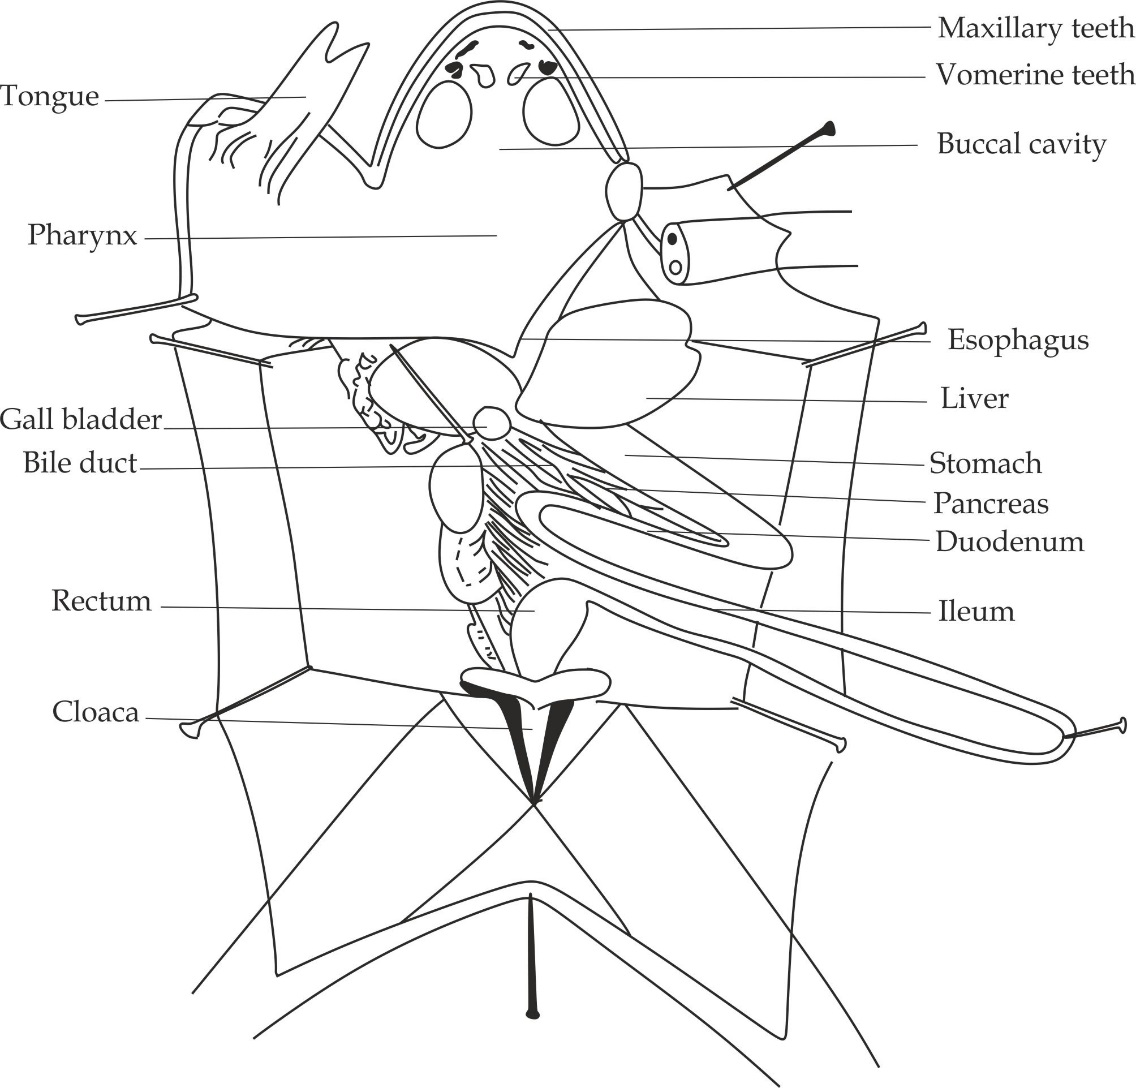 Maxillary teeth
Vomerine teeth
Tongue
Buccal cavity
Pharynx
Esophagus
Liver
Gall bladder
Bile duct
Stomach
Pancreas
Duodenum
Rectum
Ileum
Cloaca